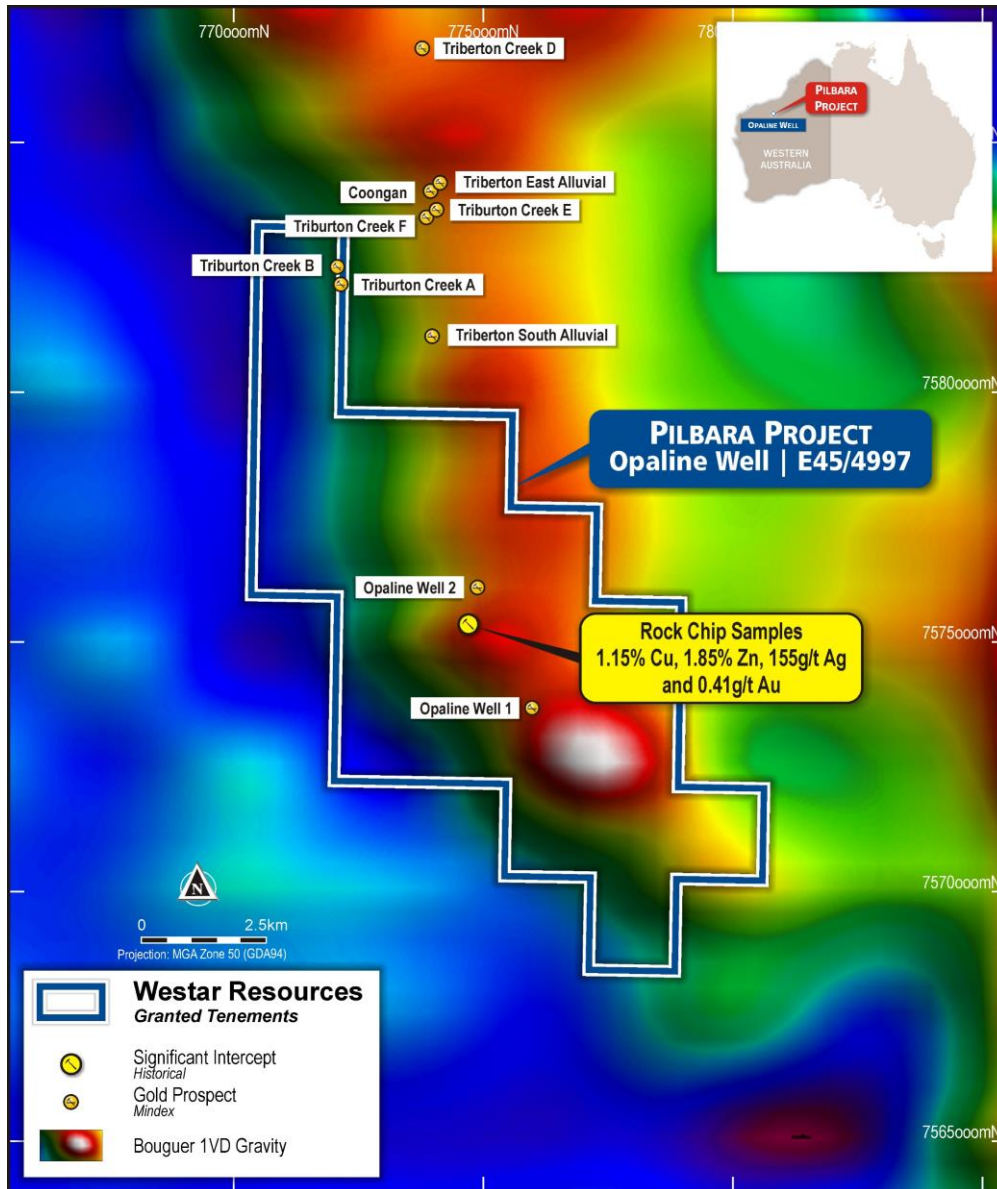 770000mN
775000mN
Triberton Creek D
PILBARA
PROJECT
OPALINE WELL
WESTERN
AUSTRALIA
Triberton East Alluvial
Coongan
Triburton Creek E
Triburton Creek F
Triburton Creek B
Triburton Creek A
Triberton South Alluvial
7580000mN
PILBARA PROJECT
Opaline Well | E45/4997
Opaline Well 2
Rock Chip Samples
1.15% Cu, 1.85% Zn, 155g/t Ag
and 0.41g/t Au
7575000mN
Opaline Well 1
7570000mN
N
0 2.5km
Projection: MGA Zone 50 (GDA94)
Westar Resources
Granted Tenements
Significant Intercept
Historical
Gold Prospect
Mindex
Bouguer 1VD Gravity
7565000mN